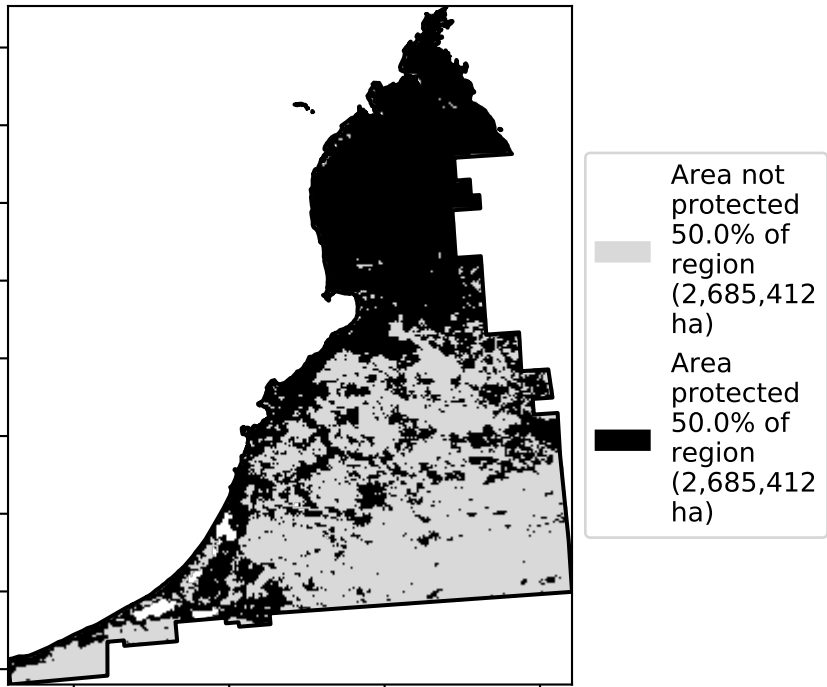 Area not
protected
50.0% of
region
(2,685,412
ha)
Area
protected
50.0% of
region
(2,685,412
ha)